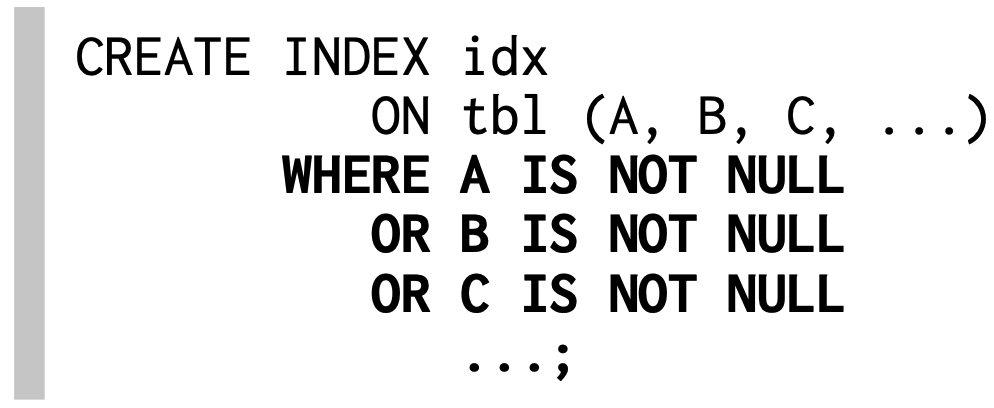 CREATE INDEX idx
ON tbl (A, B, C, ...)
WHERE A IS NOT NULL
OR B IS NOT NULL
OR C IS NOT NULL
...;